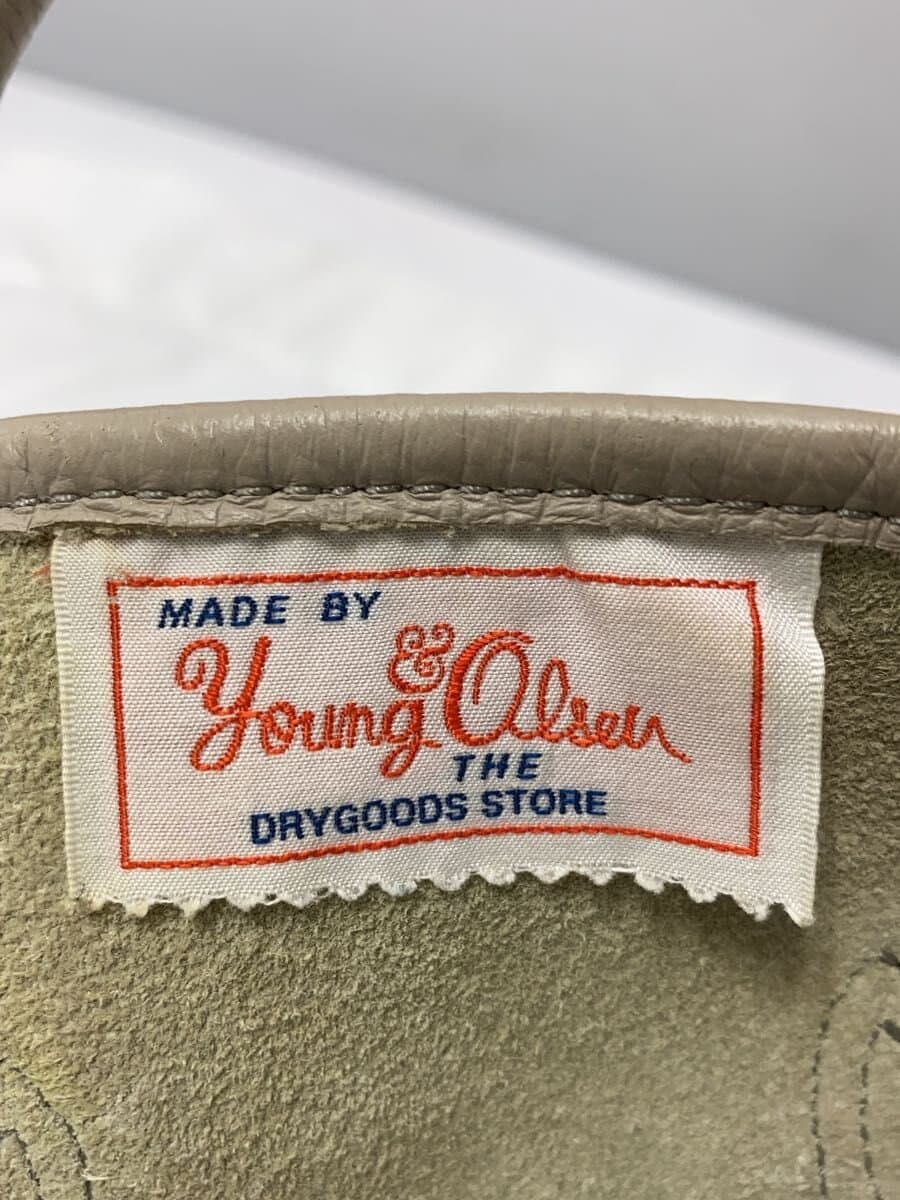 MADE BY
Young & Olsen
THE
DRYGOODS STORE